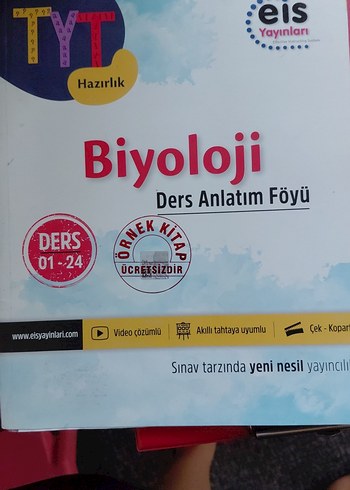 TYT
Hazırlık
eis
Yayınları
Biyoloji
Ders Anlatım Föyü
DERS
01 - 24
ÖRNEK KİTAP
ÜCRETSİZDİR
www.eisyayinlari.com
Video çözümlü
Akıllı tahtaya uyumlu
Çek - Kopar
Sınav tarzında yeni nesil yayıncılı